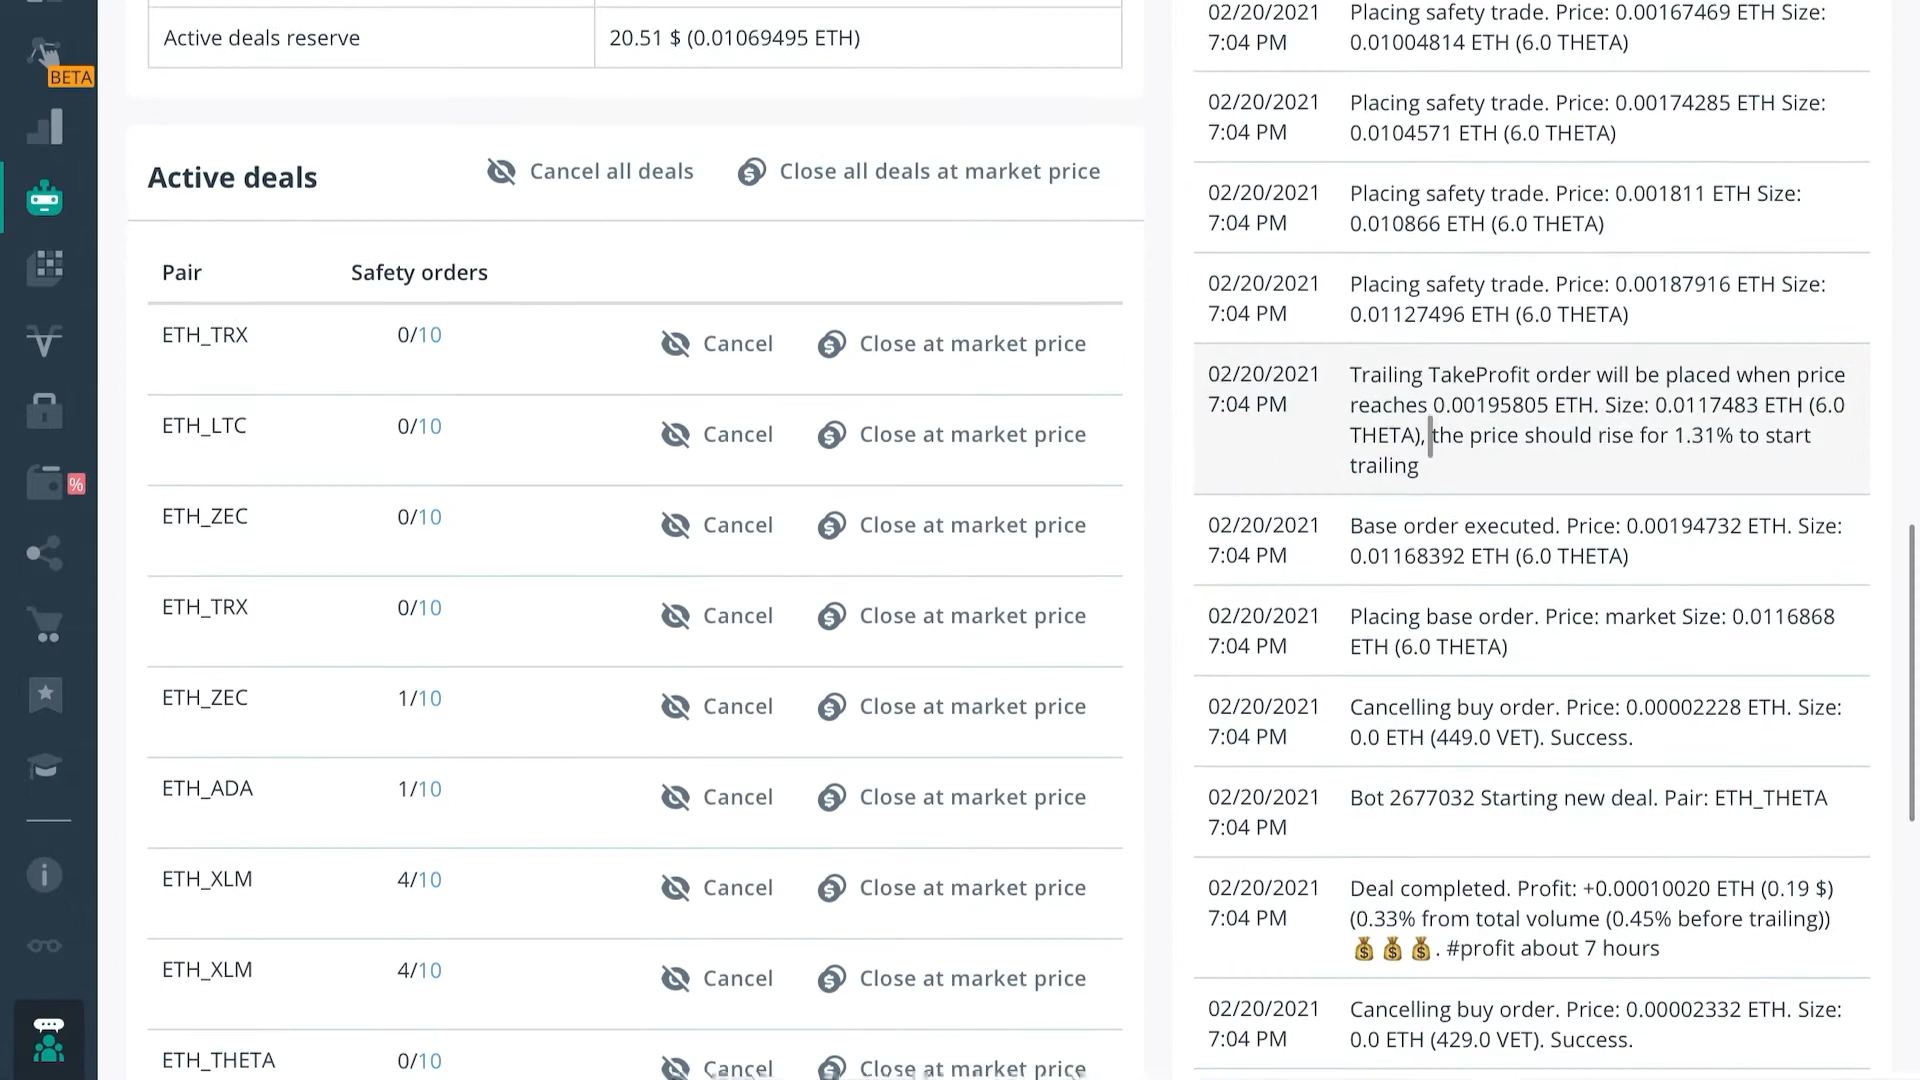 BETA
%
Active deals reserve
20.51 $ (0.01069495 ETH)
Active deals
Cancel all deals
Close all deals at market price
Pair
Safety orders
ETH_TRX
0/10
Cancel
Close at market price
ETH_LTC
0/10
Cancel
Close at market price
ETH_ZEC
0/10
Cancel
Close at market price
ETH_TRX
0/10
Cancel
Close at market price
ETH_ZEC
1/10
Cancel
Close at market price
ETH_ADA
1/10
Cancel
Close at market price
ETH_XLM
4/10
Cancel
Close at market price
ETH_XLM
4/10
Cancel
Close at market price
ETH_THETA
0/10
Cancel
Close at market price
02/20/2021
7:04 PM
Placing safety trade. Price: 0.00167469 ETH Size:
0.01004814 ETH (6.0 THETA)
02/20/2021
7:04 PM
Placing safety trade. Price: 0.00174285 ETH Size:
0.0104571 ETH (6.0 THETA)
02/20/2021
7:04 PM
Placing safety trade. Price: 0.001811 ETH Size:
0.010866 ETH (6.0 THETA)
02/20/2021
7:04 PM
Placing safety trade. Price: 0.00187916 ETH Size:
0.01127496 ETH (6.0 THETA)
02/20/2021
7:04 PM
Trailing TakeProfit order will be placed when price
reaches 0.00195805 ETH. Size: 0.0117483 ETH (6.0
THETA), the price should rise for 1.31% to start
trailing
02/20/2021
7:04 PM
Base order executed. Price: 0.00194732 ETH. Size:
0.01168392 ETH (6.0 THETA)
02/20/2021
7:04 PM
Placing base order. Price: market Size: 0.0116868
ETH (6.0 THETA)
02/20/2021
7:04 PM
Cancelling buy order. Price: 0.00002228 ETH. Size:
0.0 ETH (449.0 VET). Success.
02/20/2021
7:04 PM
Bot 2677032 Starting new deal. Pair: ETH_THETA
02/20/2021
7:04 PM
Deal completed. Profit: +0.00010020 ETH (0.19 $)
(0.33% from total volume (0.45% before trailing))
💰 💰 💰 . #profit about 7 hours
02/20/2021
7:04 PM
Cancelling buy order. Price: 0.00002332 ETH. Size:
0.0 ETH (429.0 VET). Success.